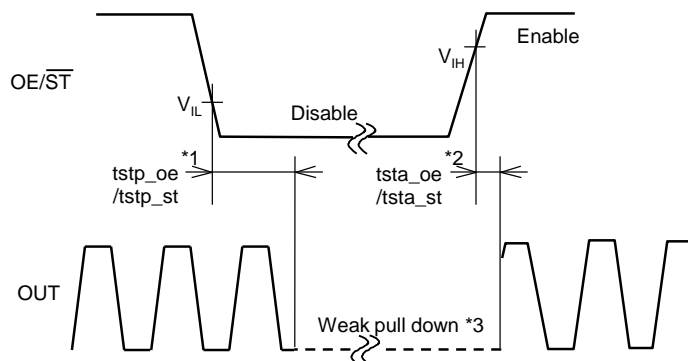 Enable
OE/ST
VIH
VIL
Disable
*1
*2
tstp_oe
/tstp_st
tsta_oe
/tsta_st
OUT
Weak pull down *3